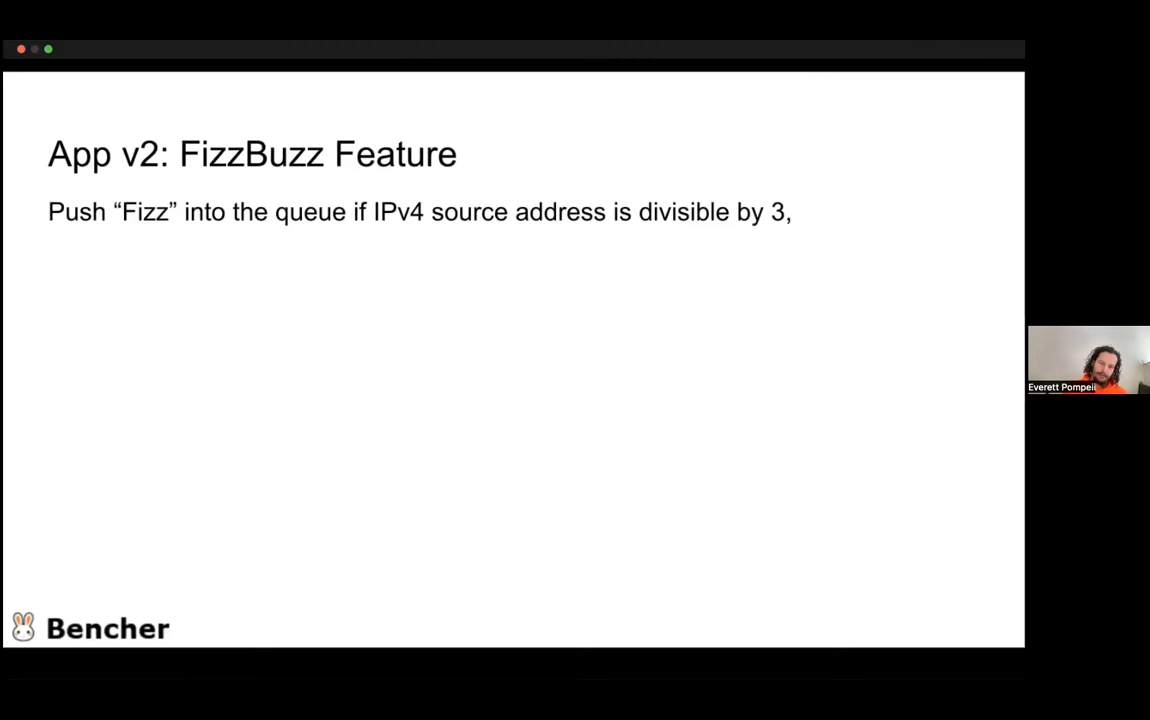 App v2: FizzBuzz Feature
Push “Fizz” into the queue if IPv4 source address is divisible by 3,
Everett Pompeii
Bencher